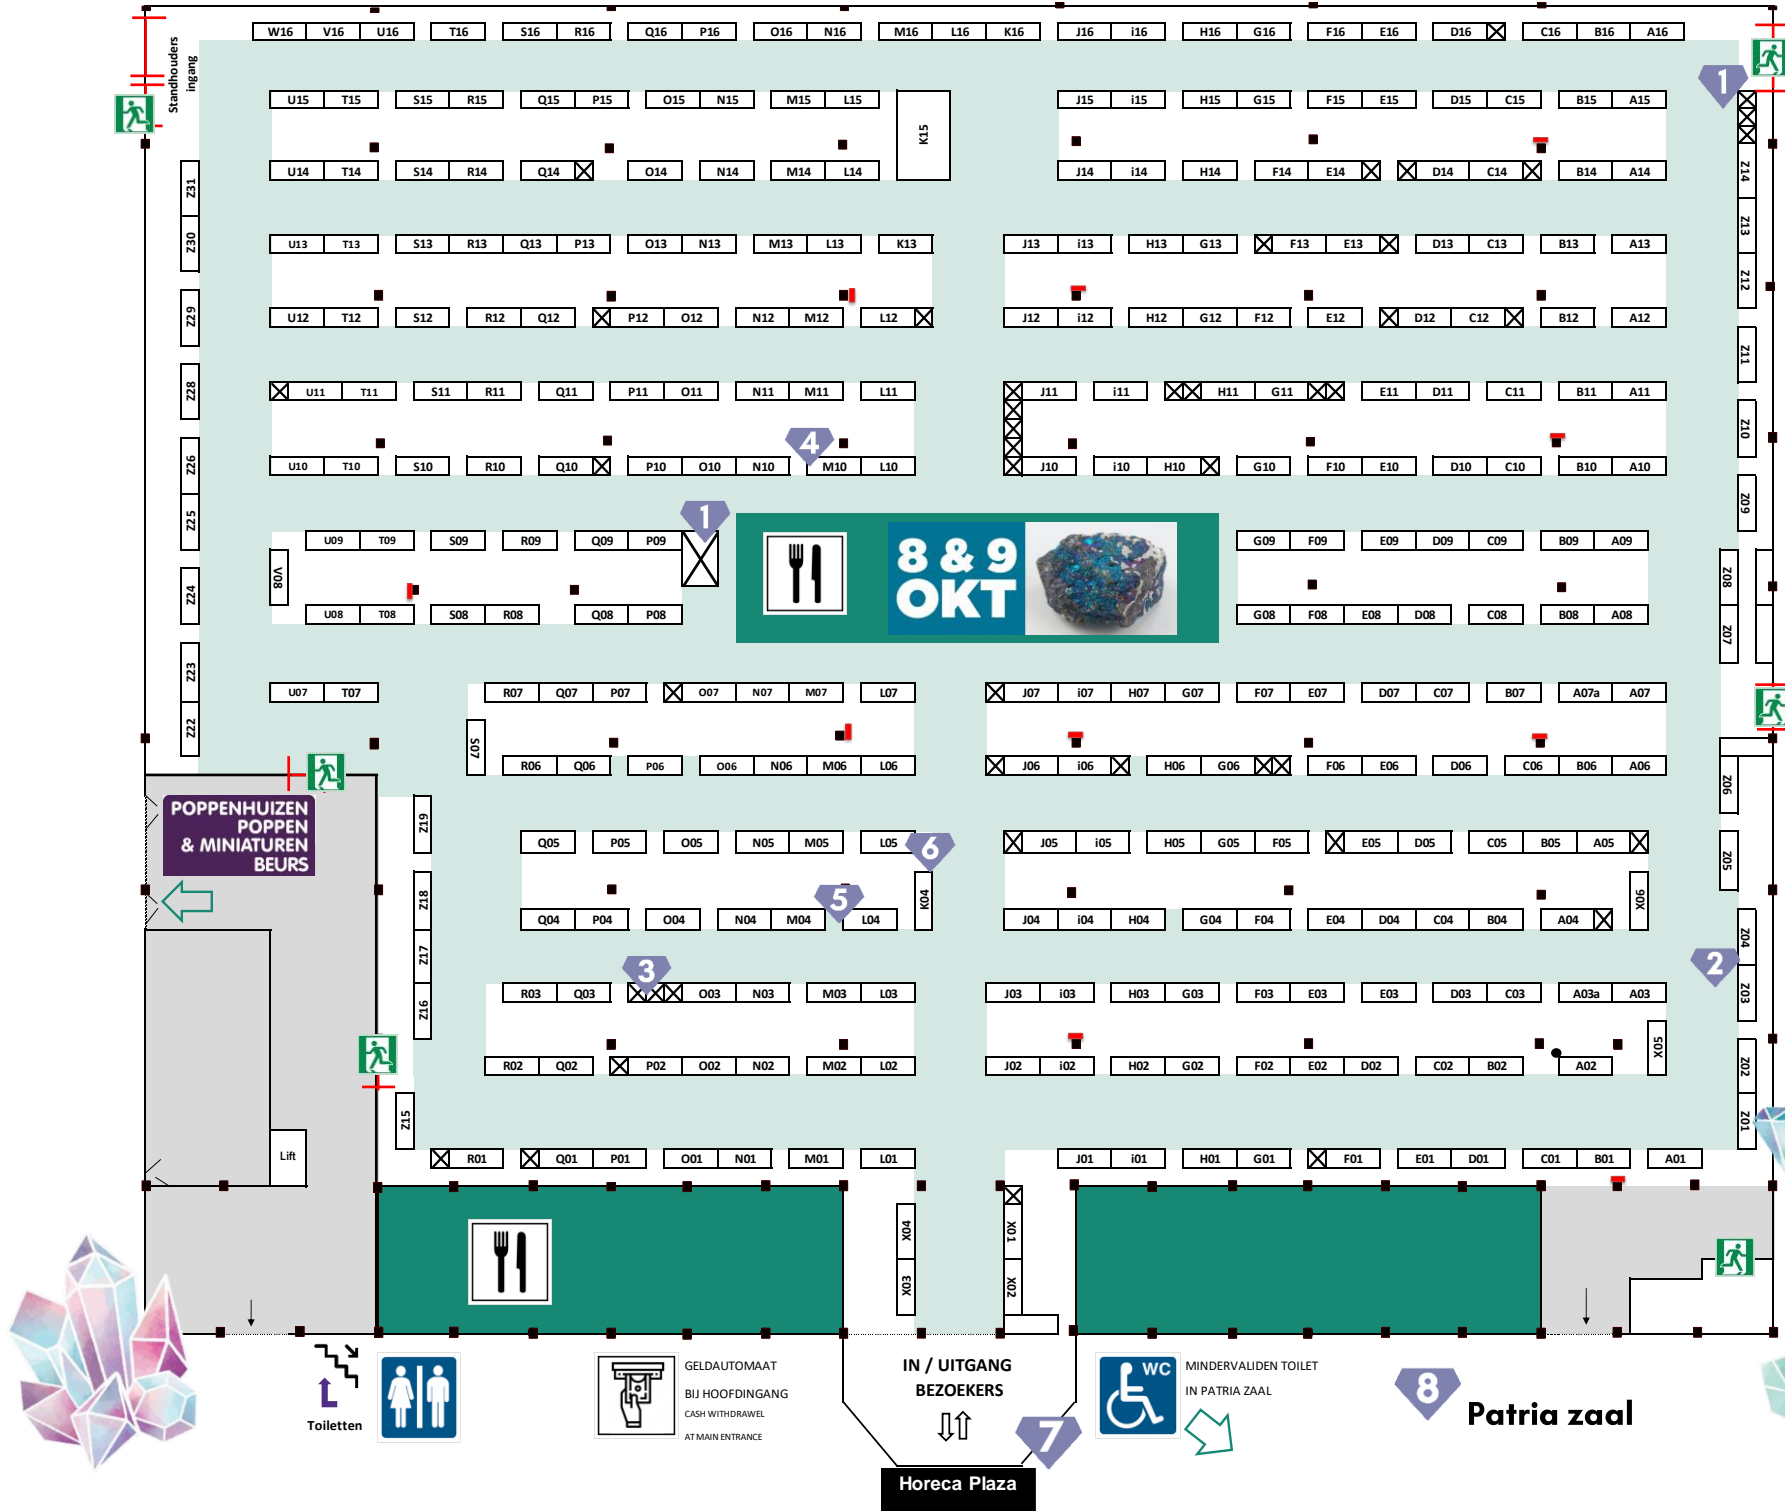 W16 V16 U16 T16 S16 R16 Q16 P16 O16 N16 M16 L16 K16 J16 i16 H16 G16 F16 E16 D16 C16 B16 A16
Standhouders
ingang
1
U15 T15 S15 R15 Q15 P15 O15 N15 M15 L15 K15 J15 i15 H15 G15 F15 E15 D15 C15 B15 A15
U14 T14 S14 R14 Q14 O14 N14 M14 L14 J14 i14 H14 F14 E14 D14 C14 B14 A14
Z31
Z14
Z30
Z13
U13 T13 S13 R13 Q13 P13 O13 N13 M13 L13 K13 J13 i13 H13 G13 F13 E13 D13 C13 B13 A13
Z12
Z29
U12 T12 S12 R12 Q12 P12 O12 N12 M12 L12 J12 i12 H12 G12 F12 E12 D12 C12 B12 A12
Z11
Z28
U11 T11 S11 R11 Q11 P11 O11 N11 M11 L11 J11 i11 H11 G11 E11 D11 C11 B11 A11
4
Z10
Z26
U10 T10 S10 R10 Q10 P10 O10 N10 M10 L10 J10 i10 H10 G10 F10 E10 D10 C10 B10 A10
Z25
Z09
1
U09 T09 S09 R09 Q09 P09 G09 F09 E09 D09 C09 B09 A09
8 & 9
OKT
V08
Z24
Z08
U08 T08 S08 R08 Q08 P08 G08 F08 E08 D08 C08 B08 A08
Z07
Z23
U07 T07 R07 Q07 P07 O07 N07 M07 L07 J07 i07 H07 G07 F07 E07 D07 C07 B07 A07a A07
Z22
S07
R06 Q06 P06 O06 N06 M06 L06 J06 i06 H06 G06 F06 E06 D06 C06 B06 A06
Z06
POPPENHUIZEN
POPPEN
& MINIATUREN
BEURS
Z19
Q05 P05 O05 N05 M05 L05 J05 i05 H05 G05 F05 E05 D05 C05 B05 A05
6
Z05
Z18
K04
X06
5
Q04 P04 O04 N04 M04 L04 J04 i04 H04 G04 F04 E04 D04 C04 B04 A04
Z17
Z04
3
2
R03 Q03 O03 N03 M03 L03 J03 i03 H03 G03 F03 E03 E03 D03 C03 A03a A03
Z16
Z03
X05
R02 Q02 P02 O02 N02 M02 L02 J02 i02 H02 G02 F02 E02 D02 C02 B02 A02
Z02
Z15
Z01
Lift
R01 Q01 P01 O01 N01 M01 L01 J01 i01 H01 G01 F01 E01 D01 C01 B01 A01
X04
X01
X03
X02
Toiletten
GELDAUTOMAAT
BIJ HOOFDINGANG
CASH WITHDRAWEL
AT MAIN ENTRANCE
IN / UITGANG
BEZOEKERS
7
Horeca Plaza
WC
MINDERVALIDEN TOILET
IN PATRIA ZAAL
8
Patria zaal